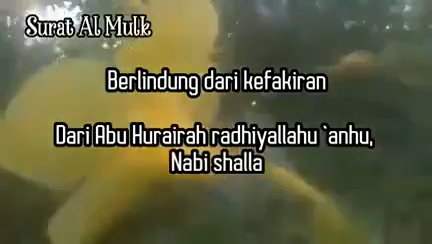 Surat Al Mulk
Berlindung dari kefakiran
Dari Abu Hurairah radhiyallahu `anhu,
Nabi shalla